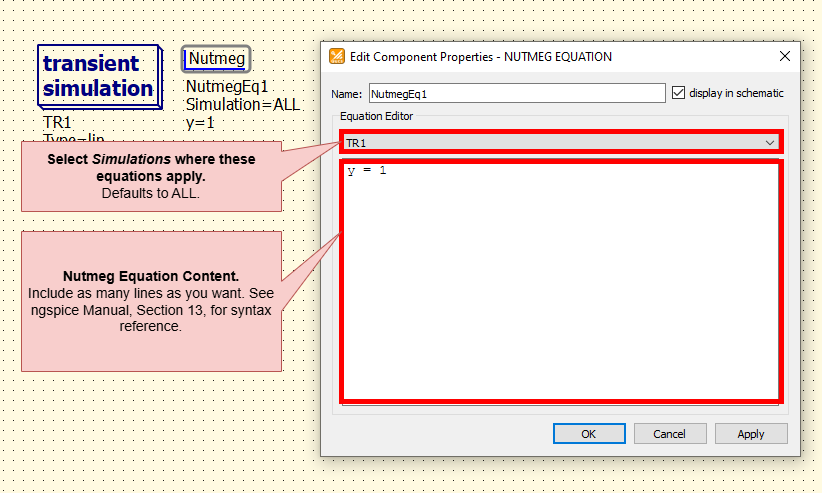 transient
simulation
TR1
Type=lin
Nutmeg
NutmegEq1
Simulation=ALL
y=1
Select Simulations where these
equations apply.
Defaults to ALL.
Nutmeg Equation Content.
Include as many lines as you want. See
ngspice Manual, Section 13, for syntax
reference.
Edit Component Properties - NUTMEG EQUATION
Name: NutmegEq1 display in schematic
Equation Editor
TR1
y = 1
OK Cancel Apply